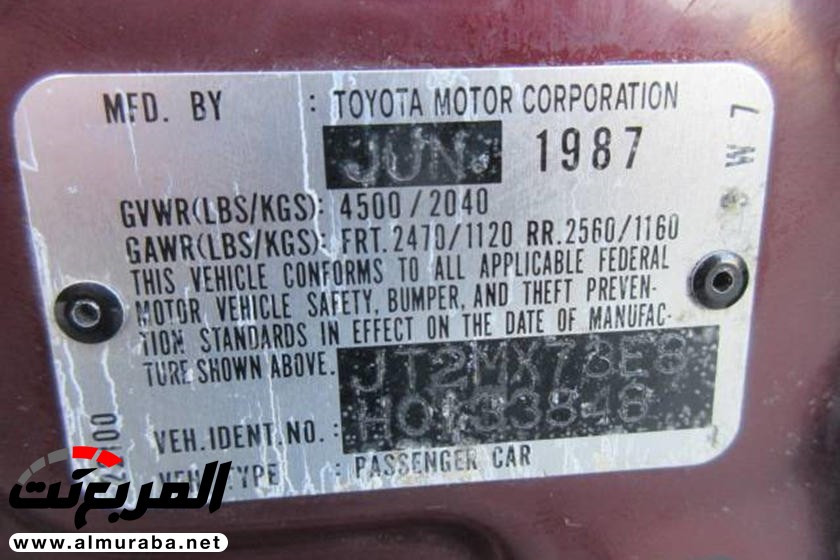 MFD. BY : TOYOTA MOTOR CORPORATION
JUN. 1987
W 7
GVWR(LBS/KGS): 4500/2040
GAWR(LBS/KGS): FRT. 2470/1120 RR. 2560/1160
THIS VEHICLE CONFORMS TO ALL APPLICABLE FEDERAL
MOTOR VEHICLE SAFETY, BUMPER, AND THEFT PREVEN-
TION STANDARDS IN EFFECT ON THE DATE OF MANUFAC-
TURE SHOWN ABOVE.
VEH. IDENT. NO. :
VEH. TYPE : PASSENGER CAR
المربع نت
www.almuraba.net